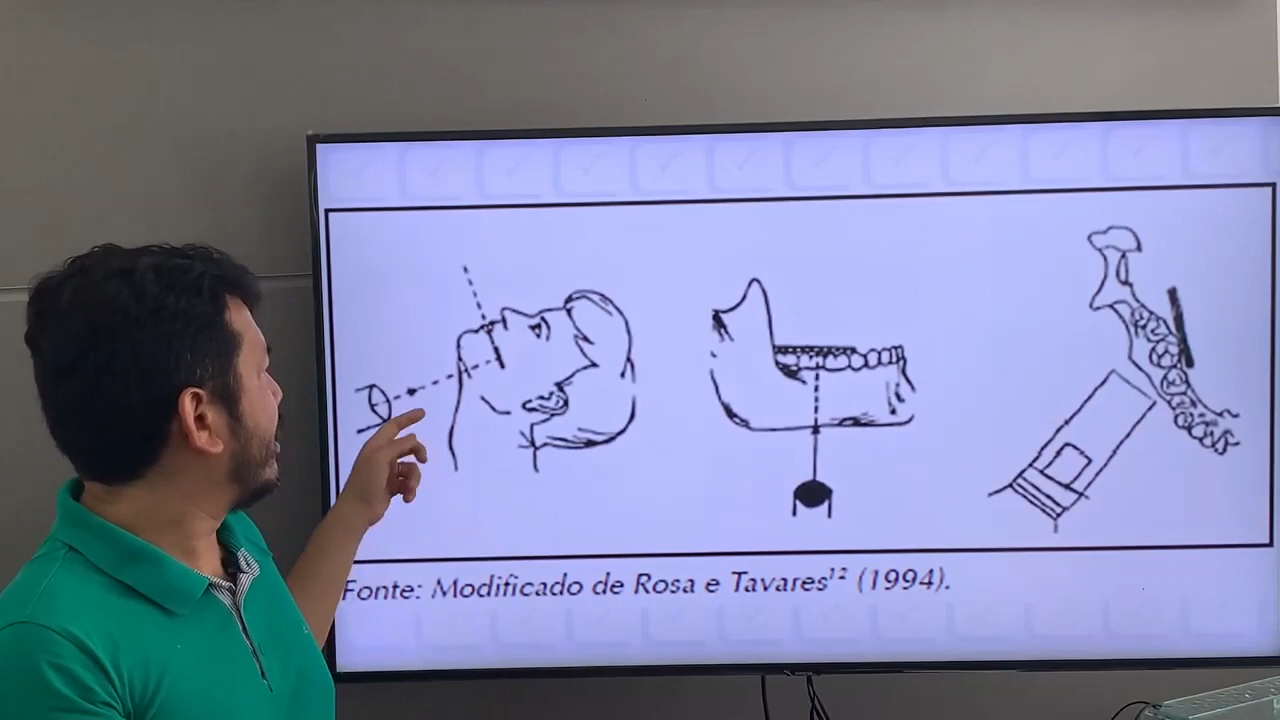 Fonte: Modificado de Rosa e Tavares¹² (1994).